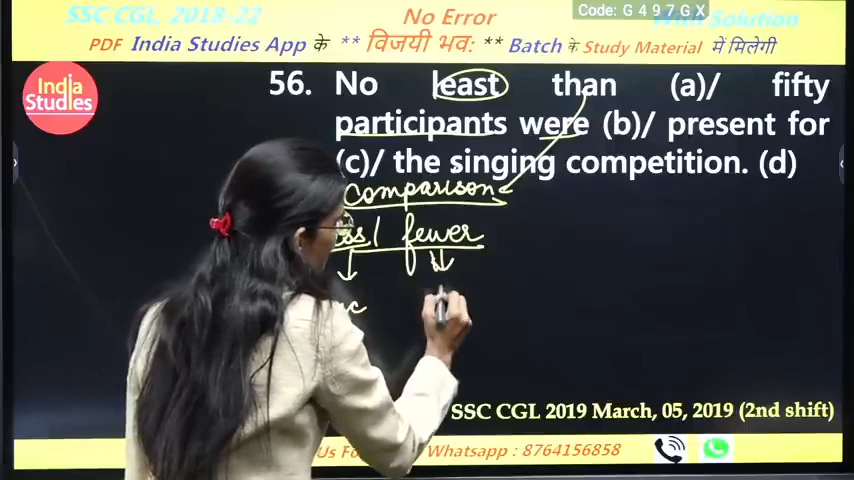 SSC CGL, 2018-22
No Error
Code: G 4 9 7 G X
With Solution
PDF India Studies App के ** विजयी भव: ** Batch के Study Material में मिलेगी
India
Studies
56. No least than (a)/ fifty
participants were (b)/ present for
(c)/ the singing competition. (d)
Comparison
fewer
SSC CGL 2019 March, 05, 2019 (2nd shift)
Us Whatsapp : 8764156858